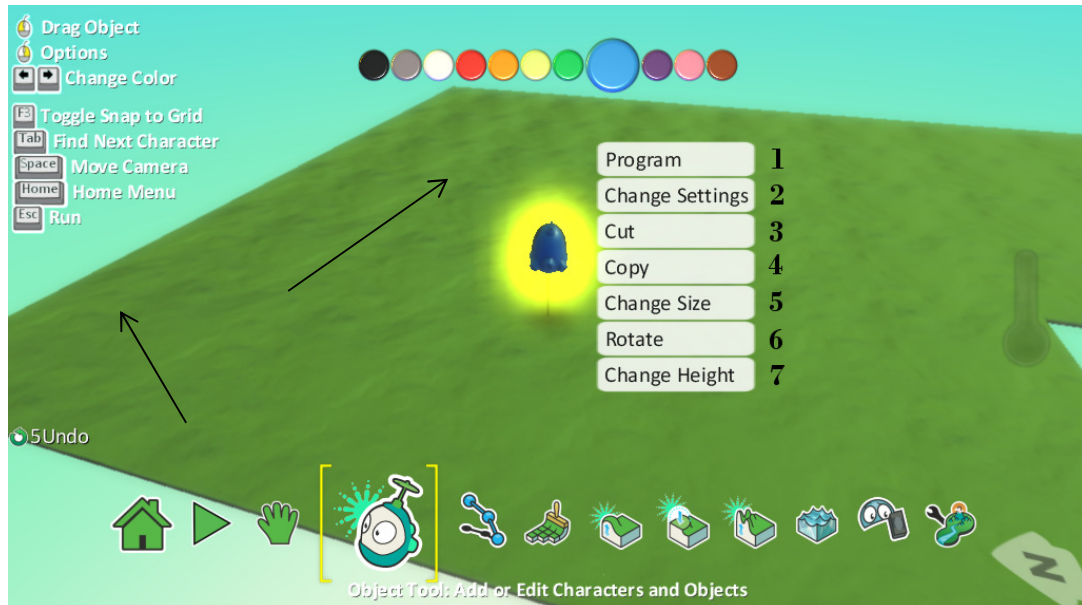 Drag Object
Options
Change Color
F3 Toggle Snap to Grid
Tab Find Next Character
Space Move Camera
Home Home Menu
Esc Run
Program 1
Change Settings 2
Cut 3
Copy 4
Change Size 5
Rotate 6
Change Height 7
5Undo
N
Object Tool: Add or Edit Characters and Objects